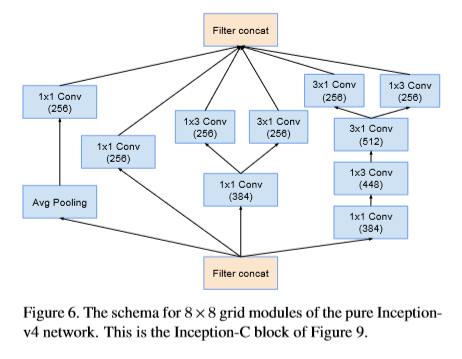 Filter concat
1x1 Conv
(256)
1x1 Conv
(256)
1x3 Conv
(256)
3x1 Conv
(256)
3x1 Conv
(256)
1x3 Conv
(256)
3x1 Conv
(512)
1x3 Conv
(448)
1x1 Conv
(384)
1x1 Conv
(384)
Avg Pooling
Filter concat
Figure 6. The schema for 8 × 8 grid modules of the pure Inception-
v4 network. This is the Inception-C block of Figure 9.